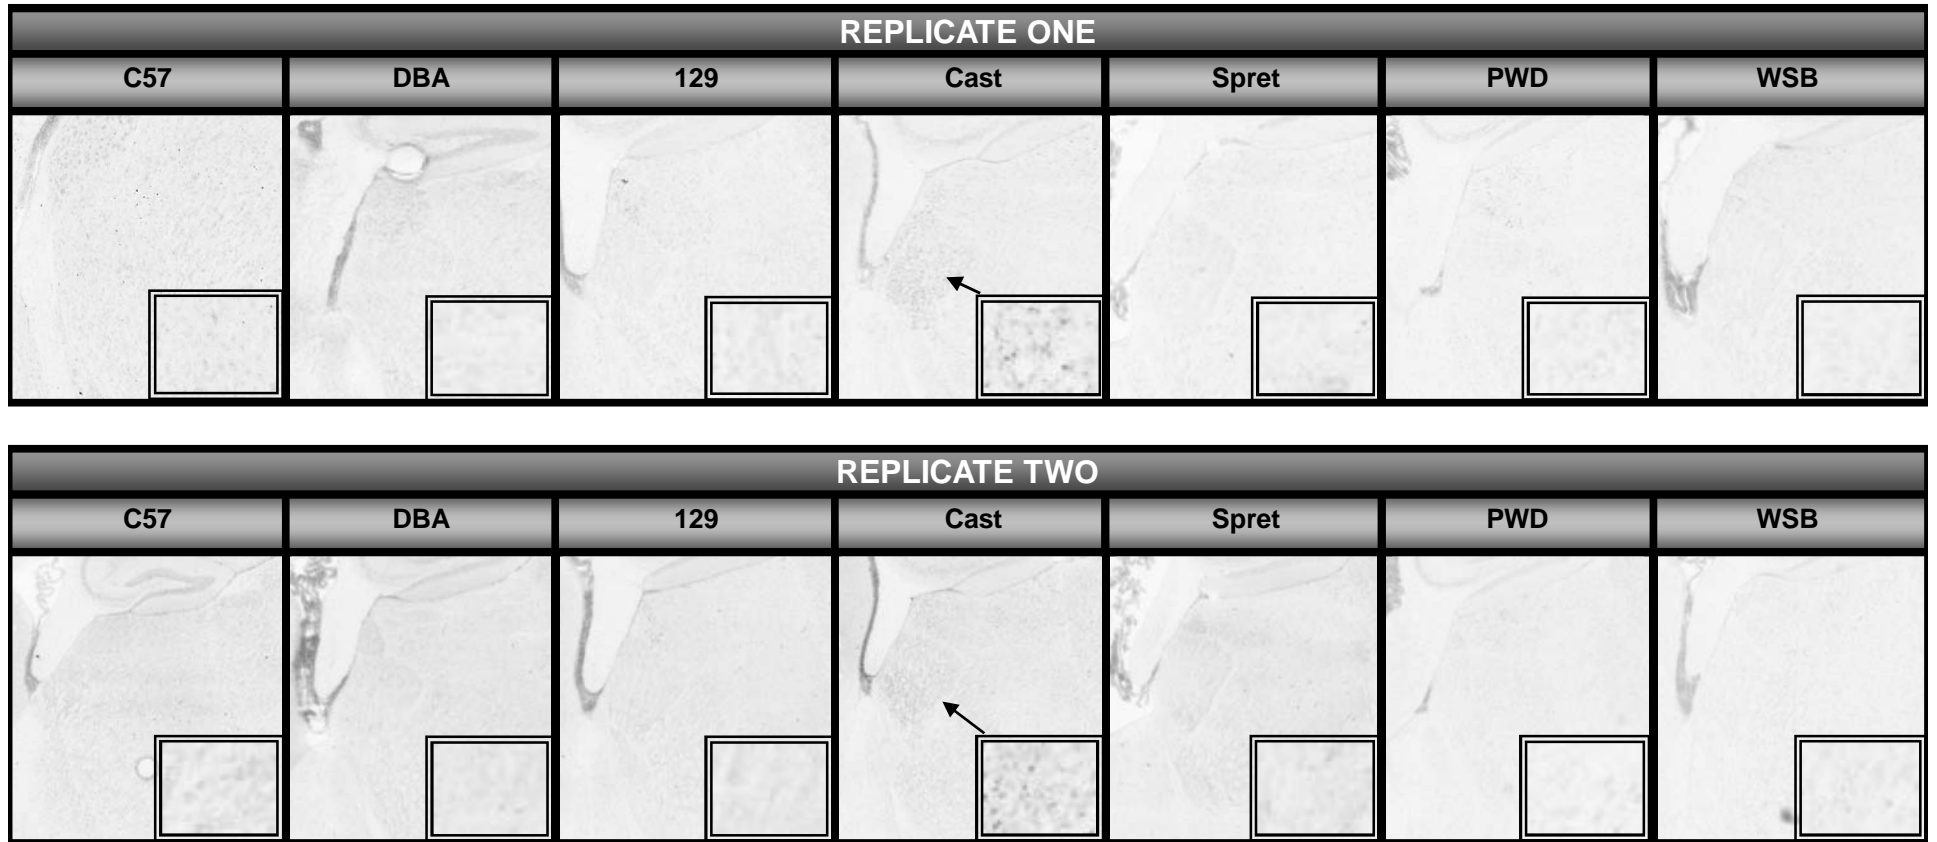 REPLICATE ONE
C57 DBA 129 Cast Spret PWD WSB
REPLICATE TWO
C57 DBA 129 Cast Spret PWD WSB